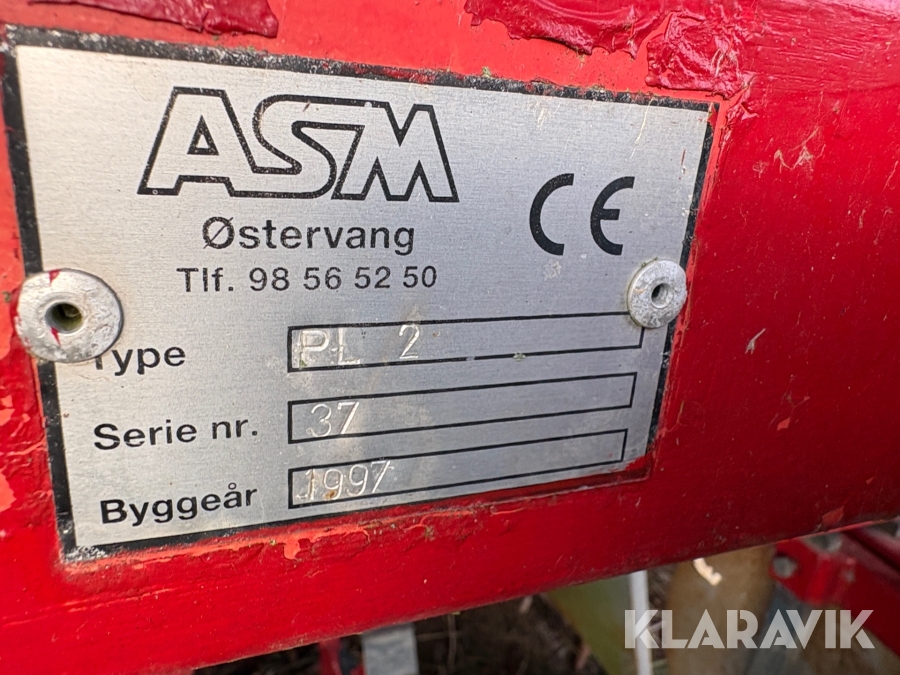 ASM
CE
Østervang
Tlf. 98 56 52 50
Type PL 2
Serie nr. 37
Byggeår 1997
KLARAVIK